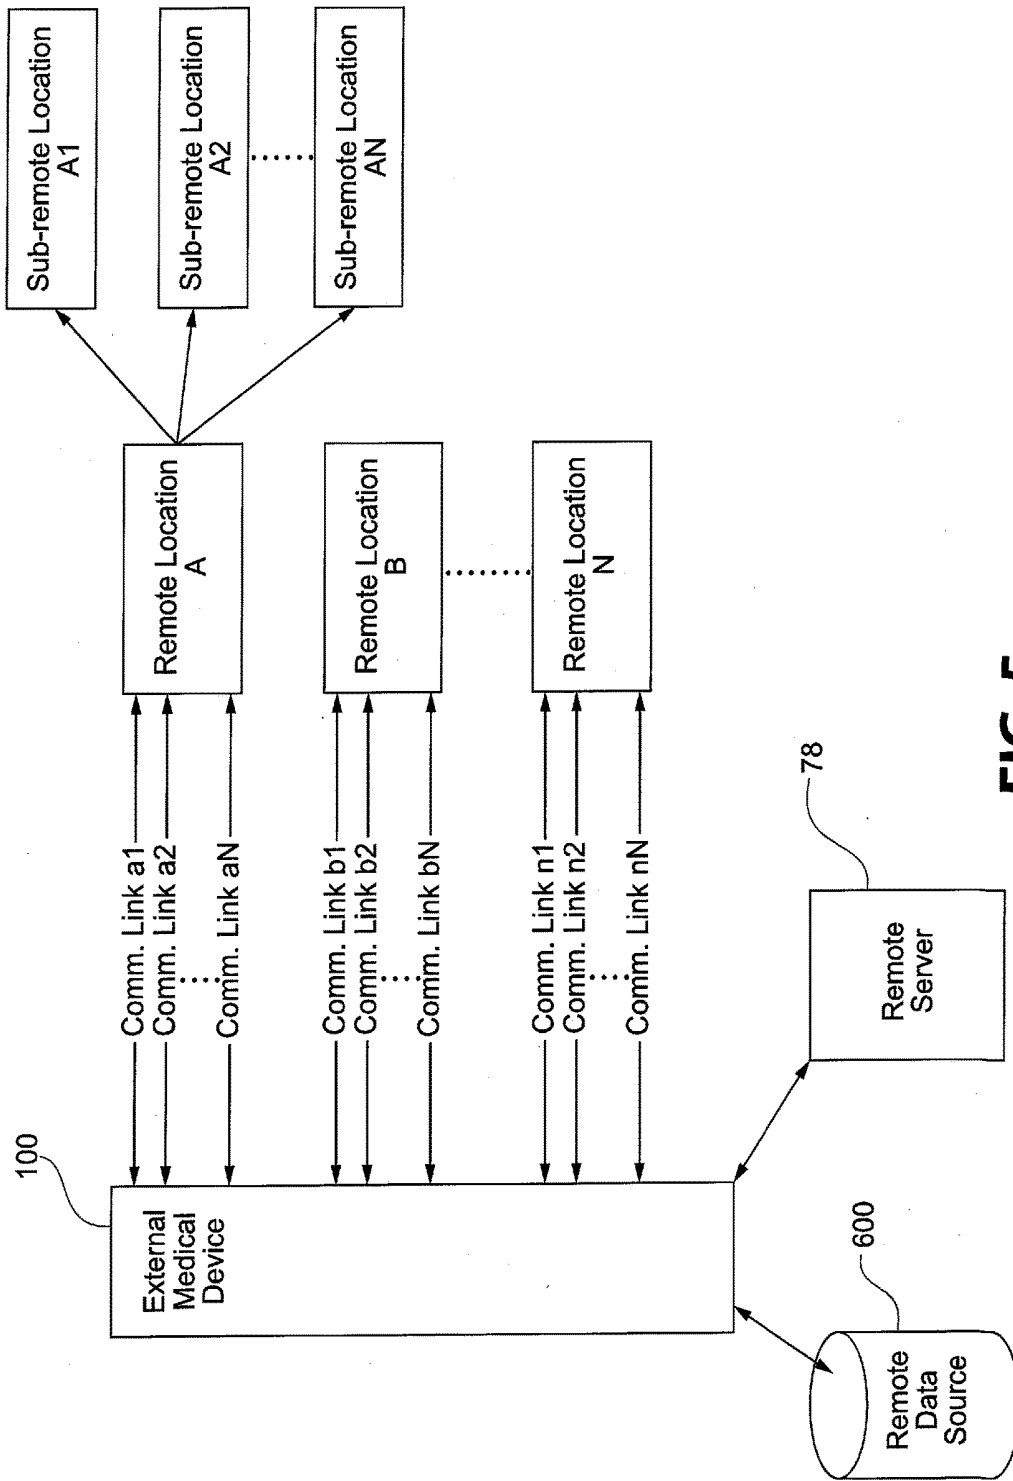 100
External
Medical
Device
Comm. Link a1
Comm. Link a2
Comm. Link aN
Comm. Link b1
Comm. Link b2
Comm. Link bN
Comm. Link n1
Comm. Link n2
Comm. Link nN
Remote Location
A
Remote Location
B
Remote Location
N
Sub-remote Location
A1
Sub-remote Location
A2
Sub-remote Location
AN
600
Remote
Data
Source
78
Remote
Server
FIG. 5